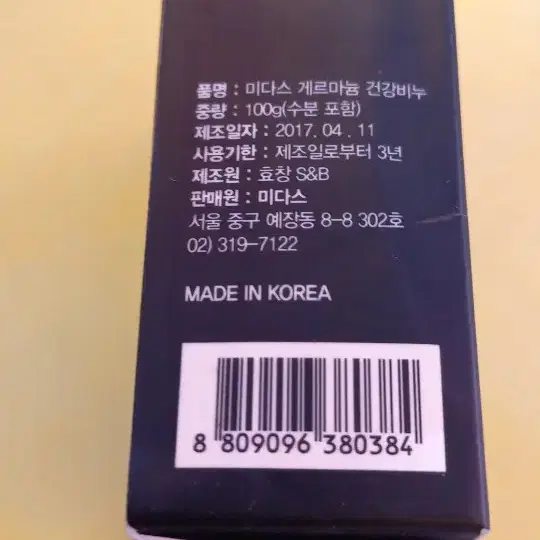 품명 : 미다스 게르마늄 건강비누
중량 : 100g(수분 포함)
제조일자 : 2017. 04 . 11
사용기한 : 제조일로부터 3년
제조원 : 효창 S&B
판매원 : 미다스
서울 중구 예장동 8-8 302호
02) 319-7122
MADE IN KOREA
8 809096 380384